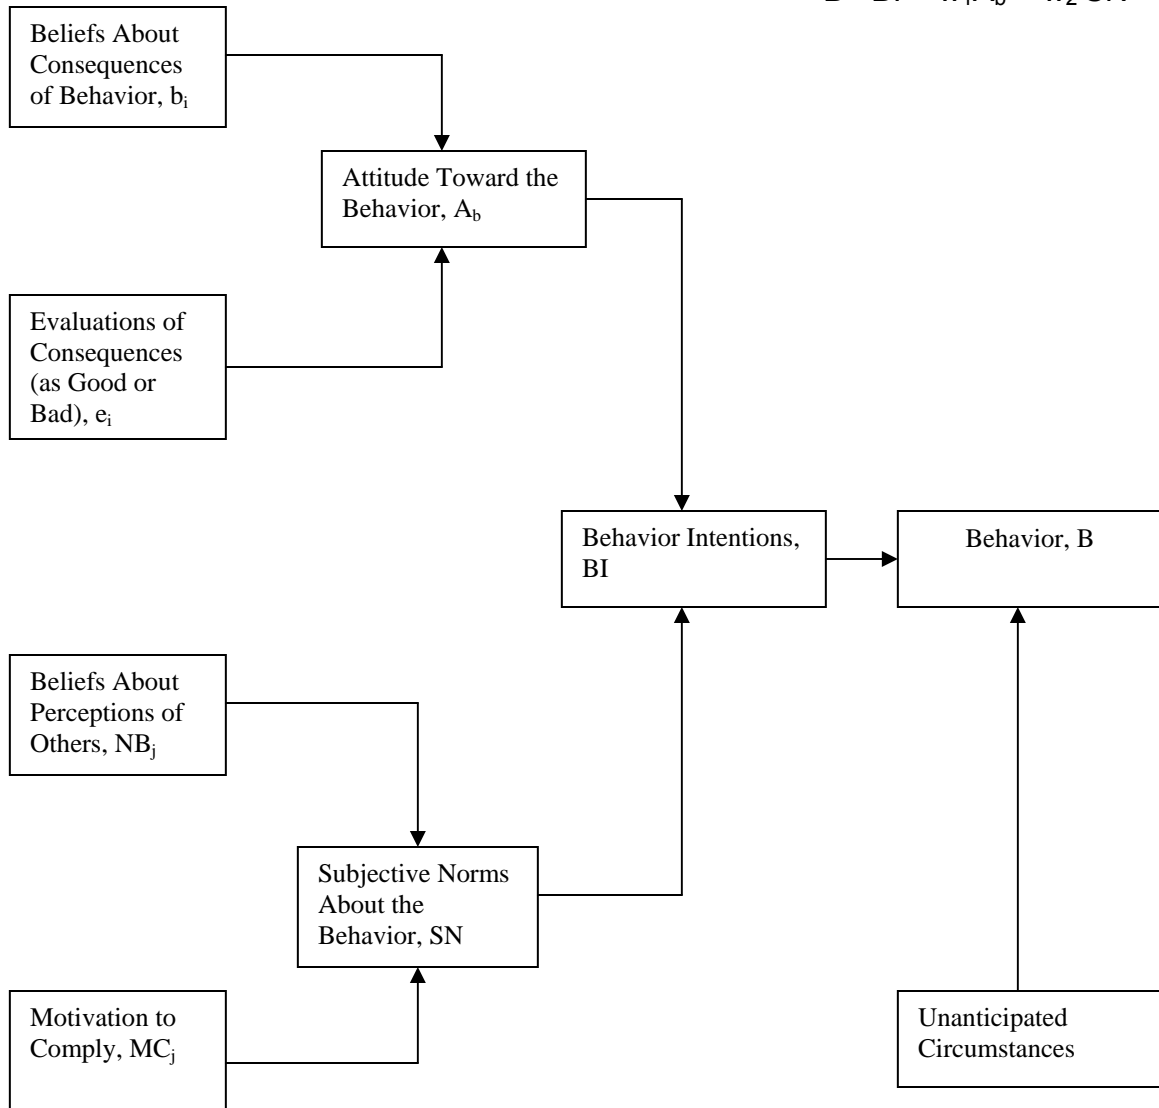 Beliefs About
Consequences
of Behavior, bᵢ
Attitude Toward the
Behavior, A_b
Evaluations of
Consequences
(as Good or
Bad), eᵢ
Behavior Intentions,
BI
Behavior, B
Beliefs About
Perceptions of
Others, NBⱼ
Subjective Norms
About the
Behavior, SN
Motivation to
Comply, MCⱼ
Unanticipated
Circumstances